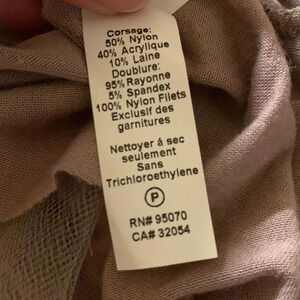 Corsage:
50% Nylon
40% Acrylique
10% Laine
Doublure:
95% Rayonne
5% Spandex
100% Nylon Filets
Exclusif des
garnitures
Nettoyer á sec
seulement
Sans
Trichloroethylene
P
RN# 95070
CA# 32054